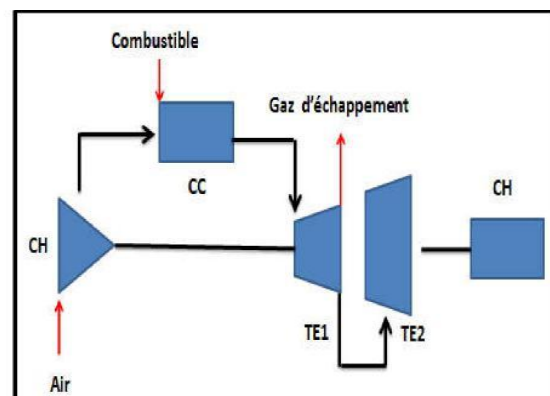 Combustible
Gaz d'échappement
CC
CH
CH
TE1
TE2
Air